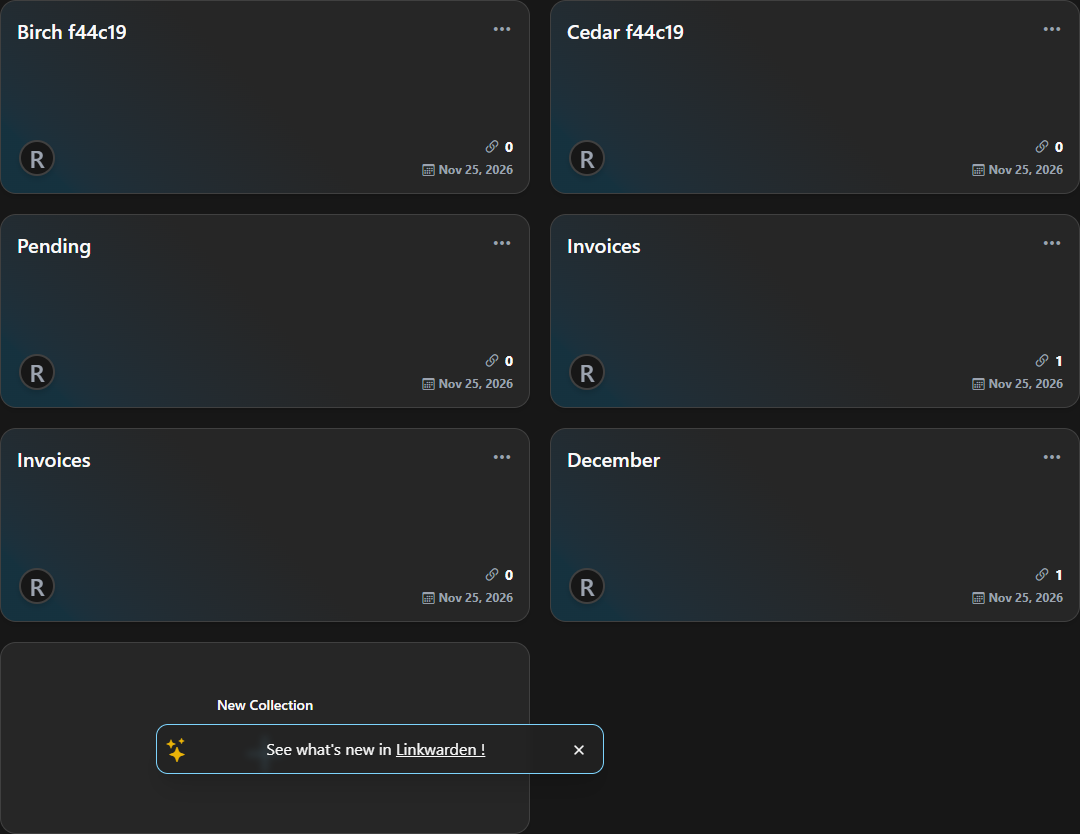 Birch f44c19
Cedar f44c19
R
0
Nov 25, 2026
R
0
Nov 25, 2026
Pending
Invoices
R
0
Nov 25, 2026
R
1
Nov 25, 2026
Invoices
December
R
0
Nov 25, 2026
R
1
Nov 25, 2026
New Collection
See what's new in Linkwarden !